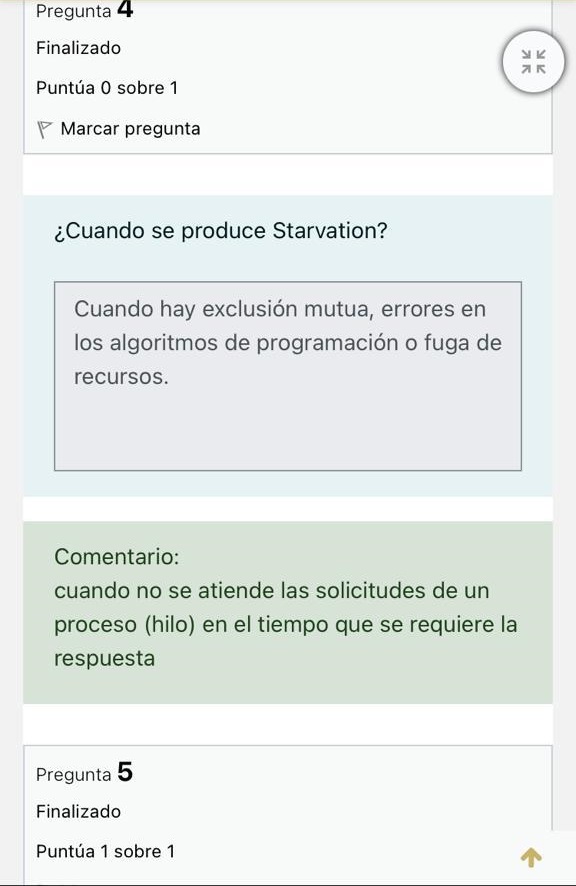 Pregunta 4
Finalizado
Puntúa 0 sobre 1
Marcar pregunta
¿Cuando se produce Starvation?
Cuando hay exclusión mutua, errores en
los algoritmos de programación o fuga de
recursos.
Comentario:
cuando no se atiende las solicitudes de un
proceso (hilo) en el tiempo que se requiere la
respuesta
Pregunta 5
Finalizado
Puntúa 1 sobre 1